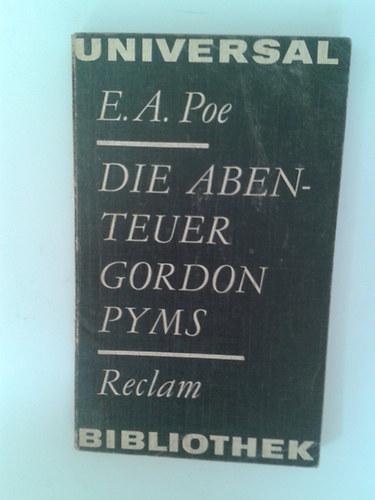 UNIVERSAL
E. A. Poe
DIE ABEN-
TEUER
GORDON
PYMS
Reclam
BIBLIOTHEK